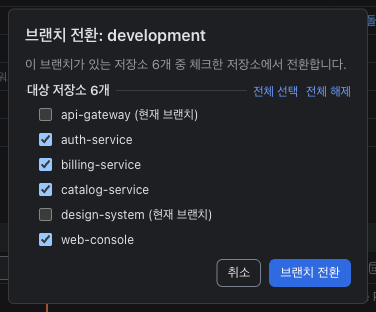 브랜치 전환: development
이 브랜치가 있는 저장소 6개 중 체크한 저장소에서 전환합니다.
대상 저장소 6개 전체 선택 전체 해제
api-gateway (현재 브랜치)
auth-service
billing-service
catalog-service
design-system (현재 브랜치)
web-console
취소 브랜치 전환